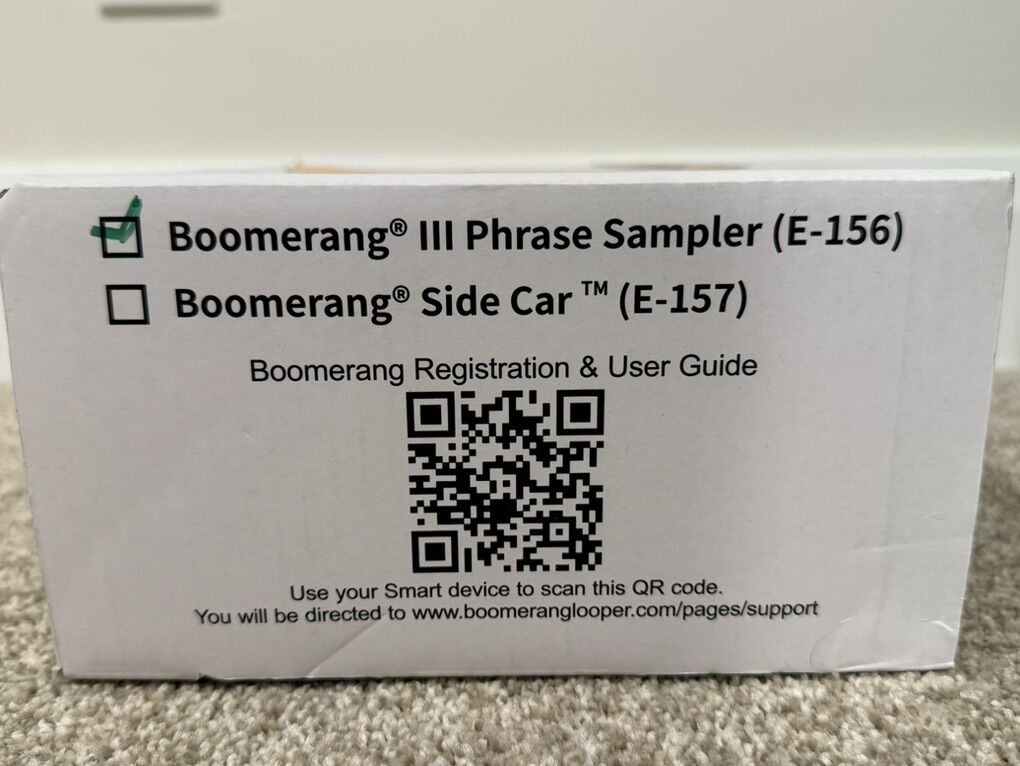 Boomerang® III Phrase Sampler (E-156)
Boomerang® Side Car ™ (E-157)
Boomerang Registration & User Guide
Use your Smart device to scan this QR code.
You will be directed to www.boomeranglooper.com/pages/support